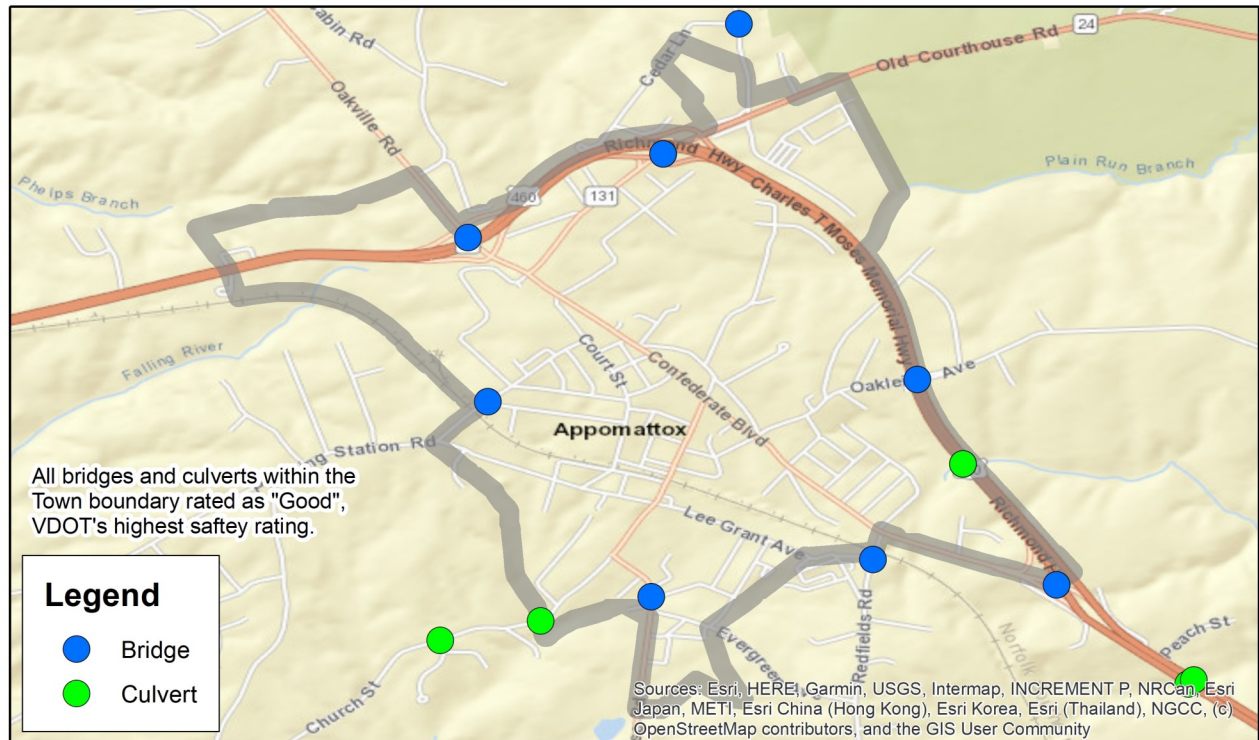 24
Cedar Ln
Old Courthouse Rd
Oakville Rd
Richmond Hwy Charles T Moses Memorial Hwy
Plain Run Branch
Phelps Branch
460
131
Falling River
Court St
Confederate Blvd
Ave
Appomattox
Station Rd
All bridges and culverts within the
Town boundary rated as "Good",
VDOT's highest saftey rating.
Lee Grant Ave
Richmond
Legend
Bridge
Culvert
Church St
Evergreen
Redfields Rd
Norfolk
Peach St
Sources: Esri, HERE, Garmin, USGS, Intermap, INCREMENT P, NRCan, Esri
Japan, METI, Esri China (Hong Kong), Esri Korea, Esri (Thailand), NGCC, (c)
OpenStreetMap contributors, and the GIS User Community